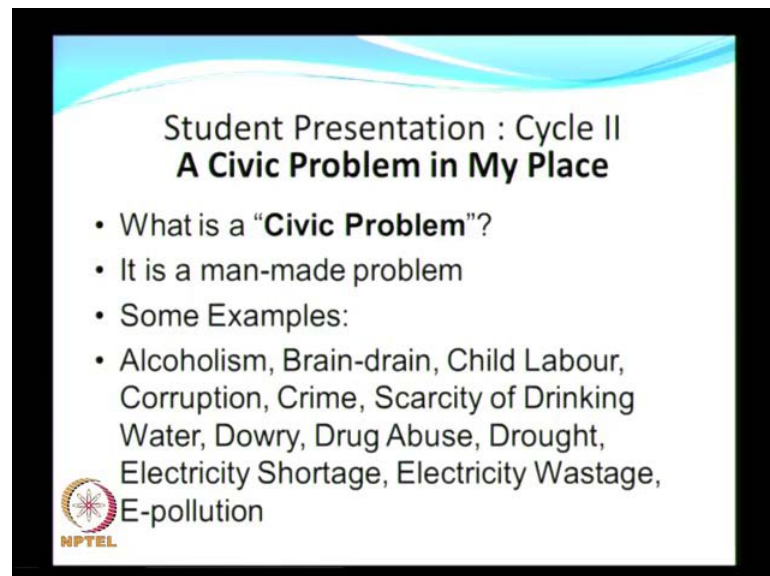 Student Presentation : Cycle II
A Civic Problem in My Place
• What is a “Civic Problem”?
• It is a man-made problem
• Some Examples:
• Alcoholism, Brain-drain, Child Labour,
Corruption, Crime, Scarcity of Drinking
Water, Dowry, Drug Abuse, Drought,
Electricity Shortage, Electricity Wastage,
E-pollution
NPTEL